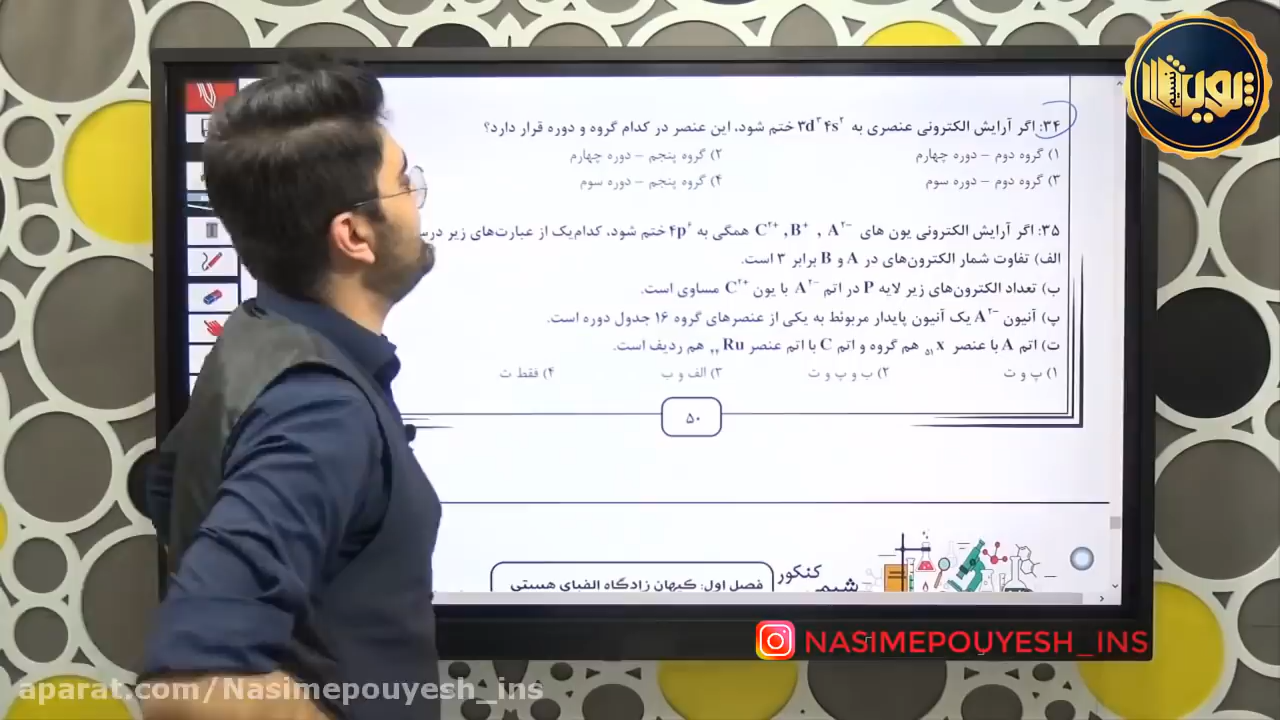 ۳۴: اگر آرایش الکترونی عنصری به ۳d³ ۴s² ختم شود، این عنصر در کدام گروه و دوره قرار دارد؟
۱) گروه دوم – دوره چهارم ۲) گروه پنجم – دوره چهارم
۳) گروه دوم – دوره سوم ۴) گروه پنجم – دوره سوم
۳۵: اگر آرایش الکترونی یون های A²⁻ , B⁺ , C²⁺ همگی به ۴p⁶ ختم شود، کدام‌یک از عبارت‌های زیر
الف) تفاوت شمار الکترون‌های در A و B برابر ۳ است.
ب) تعداد الکترون‌های زیر لایه P در اتم A²⁻ با یون C²⁺ مساوی است.
پ) آنیون A²⁻ یک آنیون پایدار مربوئط به یکی از عنصرهای گروه ۱۶ جدول دوره است.
ت) اتم A با عنصر ₅₁x هم گروه و اتم C با اتم عنصر ₄₄Ru هم ردیف است.
۱) پ و ت ۲) ب و پ و ت ۳) الف و ب ۴) فقط ث
۵۰
کنکور
شیمی
فصل اول: کیهان زادگاه الفبای هستی
پویش
نسیم
NASIMEPOUYESH_INS
aparat.com/Nasimepouyesh_ins